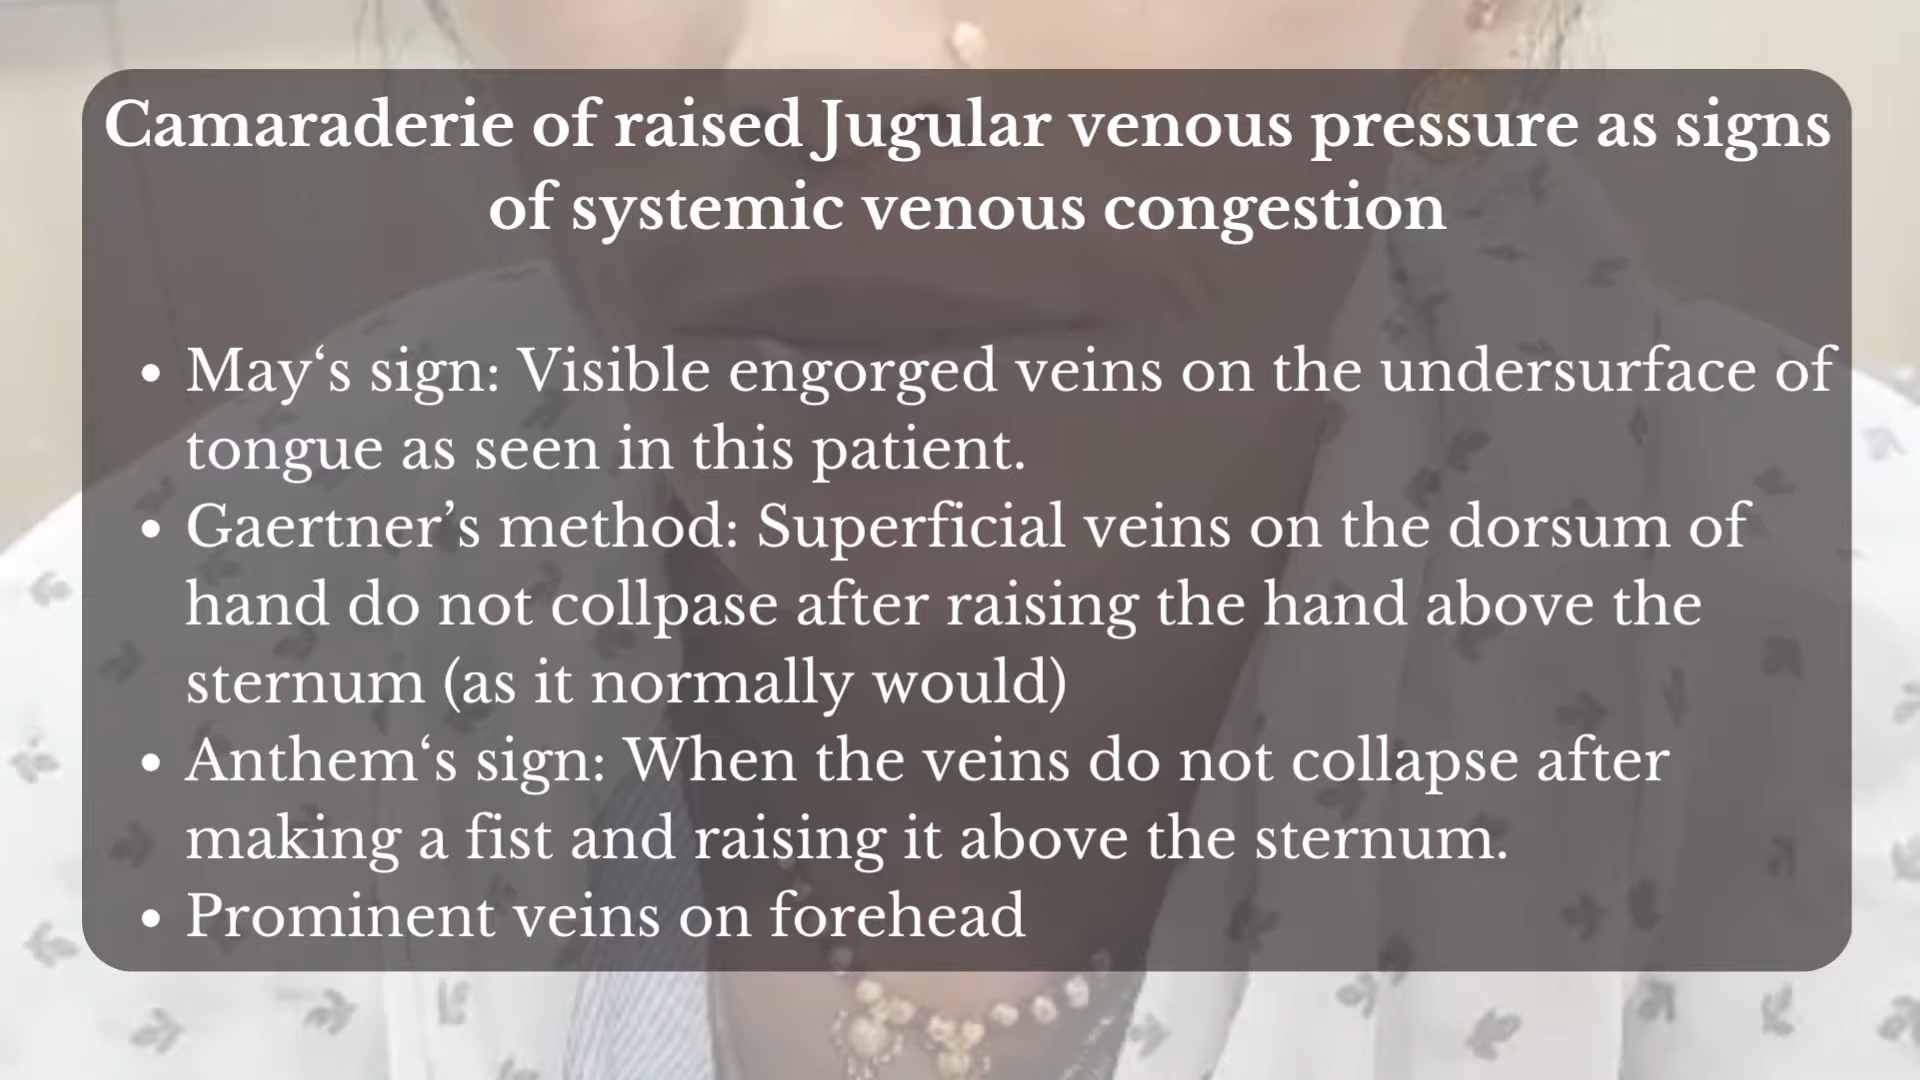 Camaraderie of raised Jugular venous pressure as signs
of systemic venous congestion
• May‘s sign: Visible engorged veins on the undersurface of
tongue as seen in this patient.
• Gaertner’s method: Superficial veins on the dorsum of
hand do not collpase after raising the hand above the
sternum (as it normally would)
• Anthem‘s sign: When the veins do not collapse after
making a fist and raising it above the sternum.
• Prominent veins on forehead